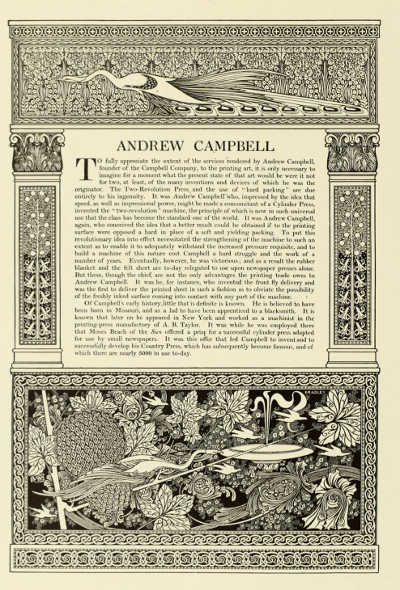 ANDREW CAMPBELL
TO fully appreciate the extent of the services rendered by Andrew Campbell,
founder of the Campbell Company, to the printing art, it is only necessary to
imagine for a moment what the present state of that art would be were it not
for two, at least, of the many inventions and devices of which he was the
originator. The Two-Revolution Press, and the use of "hard packing" are due
entirely to his ingenuity. It was Andrew Campbell who, impressed by the idea that
speed, as well as impressional power, might be made a concomitant of a Cylinder Press,
invented the "two-revolution" machine, the principle of which is now in such universal
use that the class has become the standard one of the world. It was Andrew Campbell,
again, who conceived the idea that a better result could be obtained if to the printing
surface were opposed a hard in place of a soft and yielding packing. To put this
revolutionary idea into effect necessitated the strengthening of the machine to such an
extent as to enable it to adequately withstand the increased pressure requisite, and to
build a machine of this nature cost Campbell a hard struggle and the work of a
number of years. Eventually, however, he was victorious; and as a result the rubber
blanket and the felt sheet are to-day relegated to use upon newspaper presses alone.
But these, though the chief, are not the only advantages the printing trade owes to
Andrew Campbell. It was he, for instance, who invented the front fly delivery and
was the first to deliver the printed sheet in such a fashion as to obviate the possibility
of the freshly inked surface coming into contact with any part of the machine.
Of Campbell's early history, little that is definite is known. He is believed to have
been born in Missouri, and as a lad to have been apprenticed to a blacksmith. It is
known that later on he appeared in New York and worked as a machinist in the
printing-press manufactory of A. B. Taylor. It was while he was employed there
that Moses Beach of the Sun offered a prize for a successful cylinder press adapted
for use by small newspapers. It was this offer that led Campbell to invent and to
successfully develop his Country Press, which has subsequently become famous, and of
which there are nearly 5000 in use to-day.